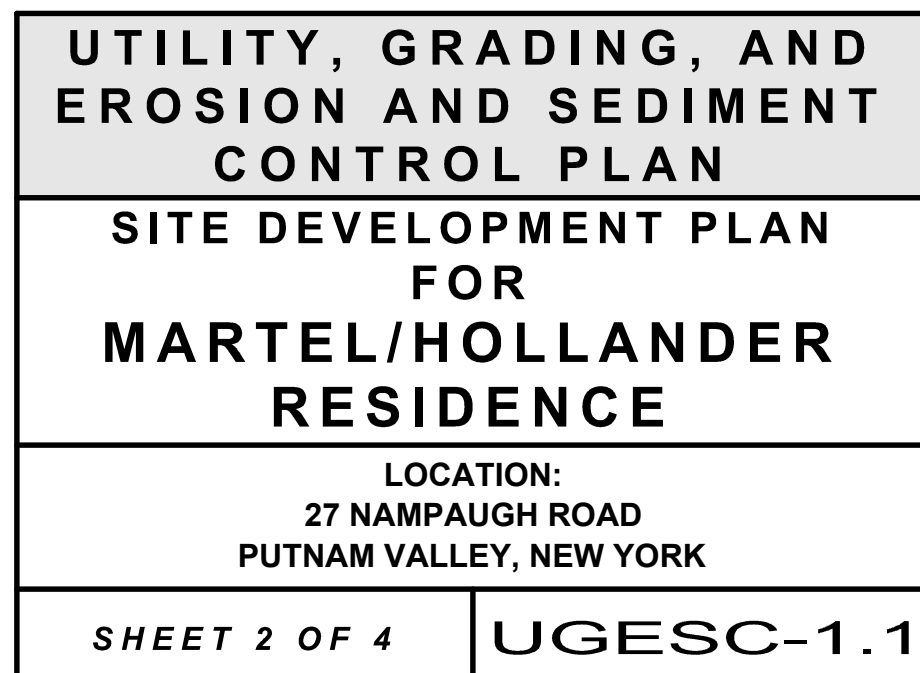 UTILITY, GRADING, AND
EROSION AND SEDIMENT
CONTROL PLAN
SITE DEVELOPMENT PLAN
FOR
MARTEL/HOLLANDER
RESIDENCE
LOCATION:
27 NAMPAUGH ROAD
PUTNAM VALLEY, NEW YORK
SHEET 2 OF 4
UGESC-1.1